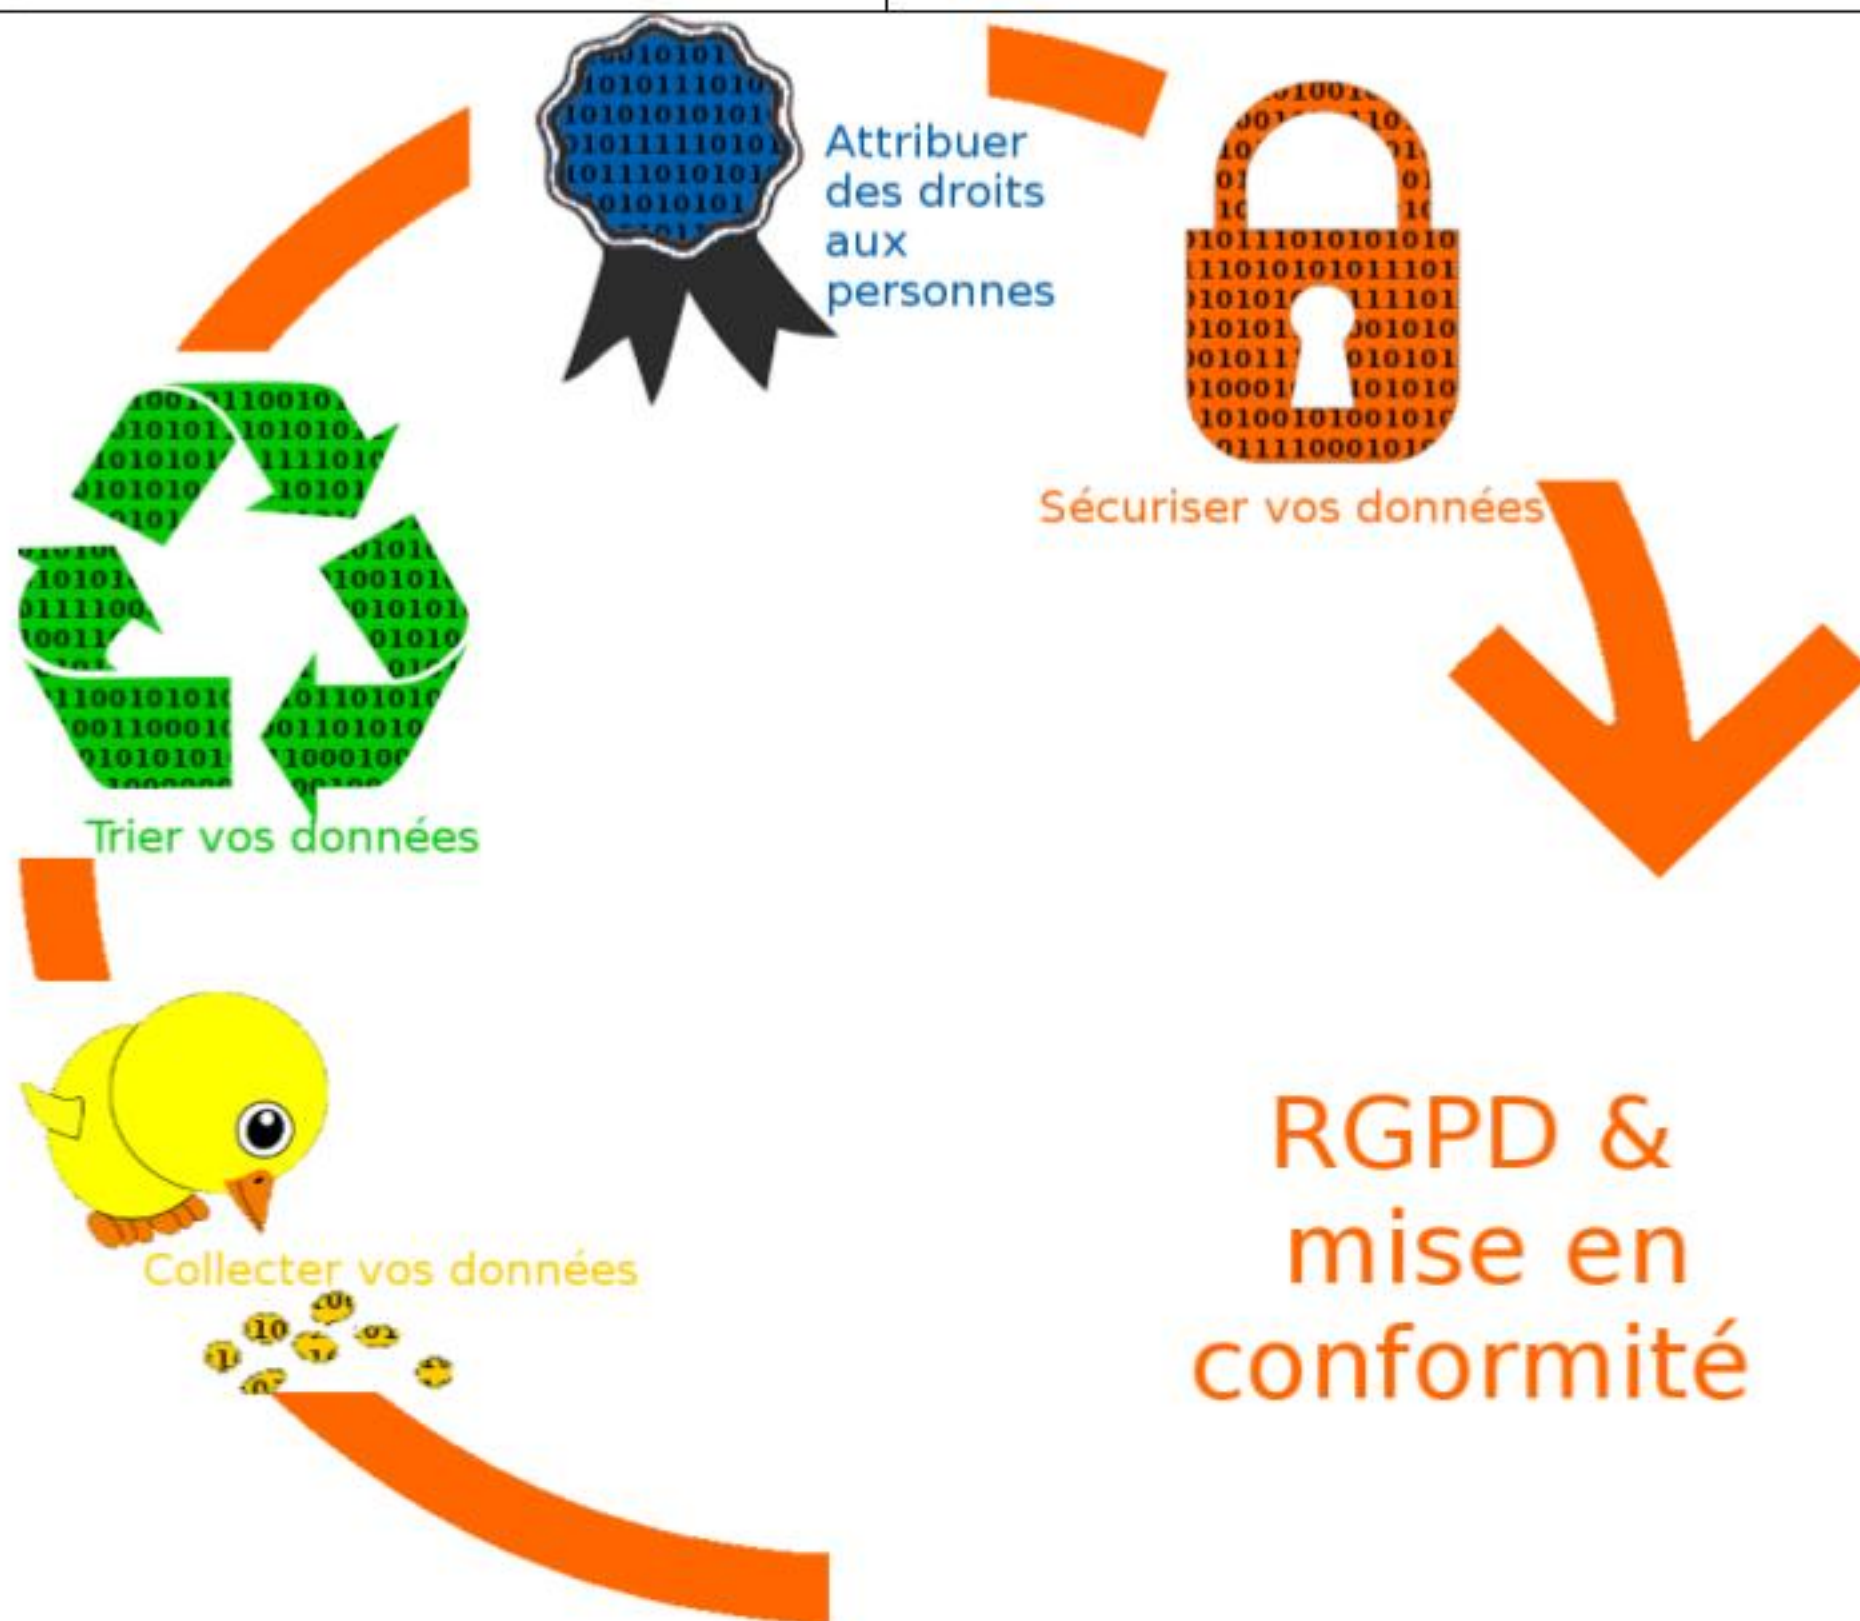 Attribuer
des droits
aux
personnes
Sécuriser vos données
Trier vos données
Collecter vos données
RGPD &
mise en
conformité